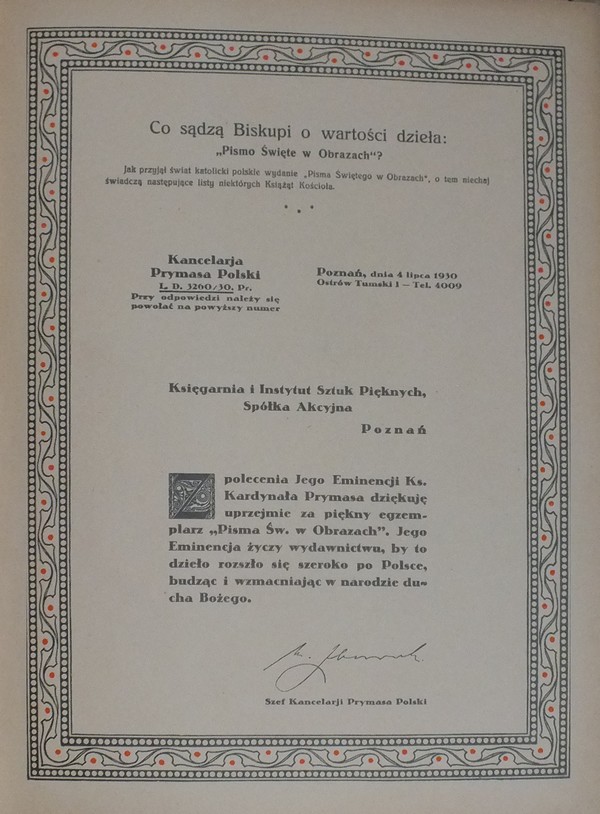 Co sądzą Biskupi o wartości dzieła:
„Pismo Święte w Obrazach"?
Jak przyjął świat katolicki polskie wydanie „Pisma Świętego w Obrazach", o tem niechaj
świadczą następujące listy niektórych Książąt Kościoła.
Kancelarja
Prymasa Polski
L. D. 3260/30. Pr.
Przy odpowiedzi należy się
powołać na powyższy numer
Poznań, dnia 4 lipca 1930
Ostrów Tumski 1 – Tel. 4009
Księgarnia i Instytut Sztuk Pięknych,
Spółka Akcyjna
Poznań
Z polecenia Jego Eminencji Ks.
Kardynała Prymasa dziękuję
uprzejmie za piękny egzem-
plarz „Pisma Św. w Obrazach". Jego
Eminencja życzy wydawnictwu, by to
dzieło rozszło się szeroko po Polsce,
budząc i wzmacniając w narodzie du-
cha Bożego.
Szef Kancelarji Prymasa Polski